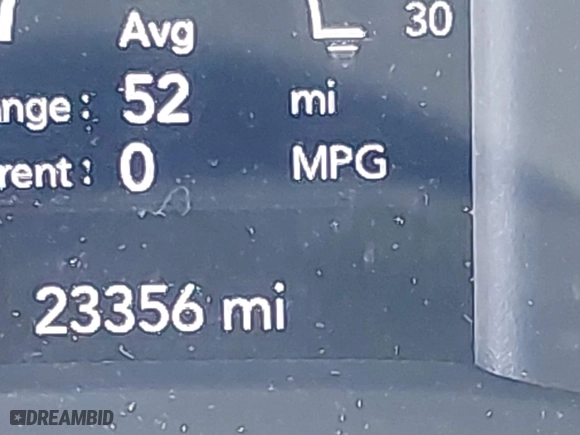 Avg
30
nge: 52 mi
rent: 0 MPG
23356 mi
DREAMBID